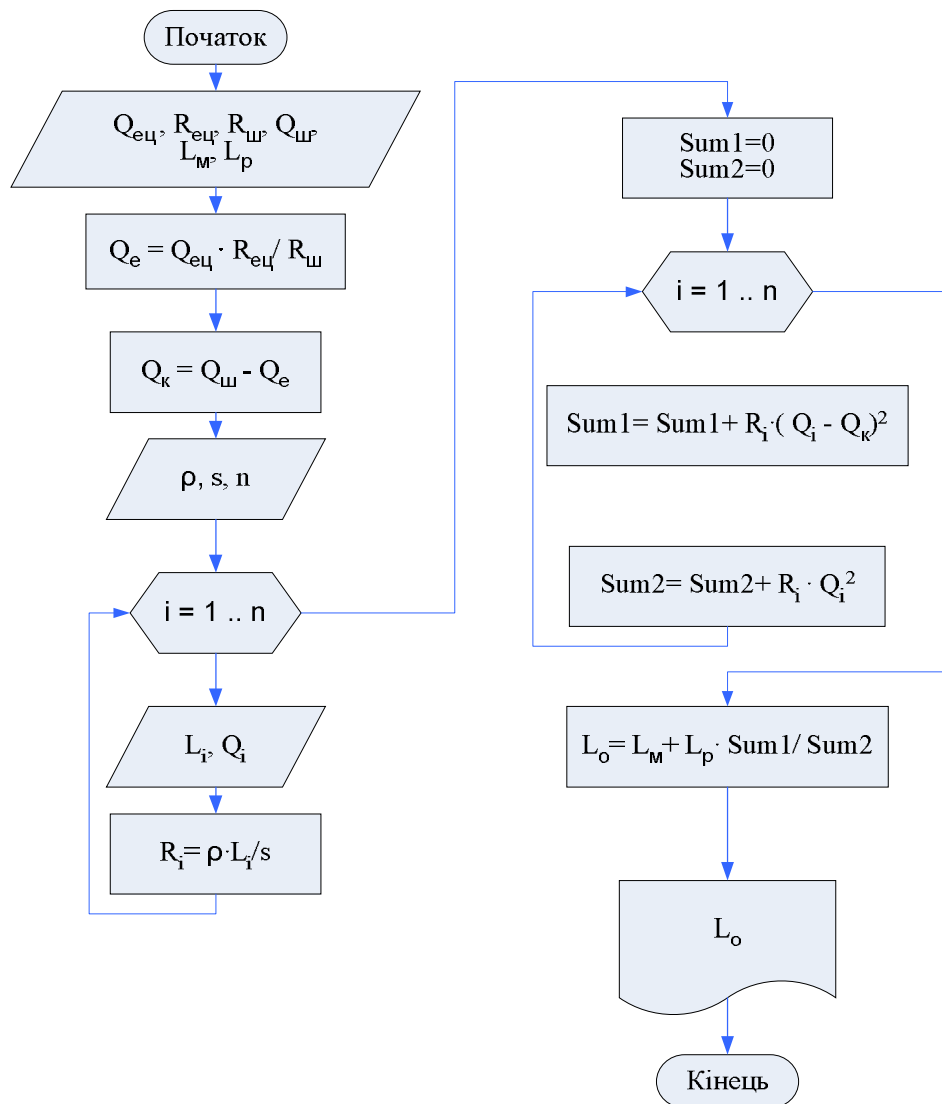 Початок
Qец, Rец, Rш, Qш,
Lм, Lр
Qе = Qец · Rец/ Rш
Qк = Qш - Qе
ρ, s, n
i = 1 .. n
Li, Qi
Ri= ρ·Li/s
Sum1=0
Sum2=0
i = 1 .. n
Sum1= Sum1+ Ri·( Qi - Qк)²
Sum2= Sum2+ Ri · Qi²
Lо= Lм+ Lр· Sum1/ Sum2
Lо
Кінець